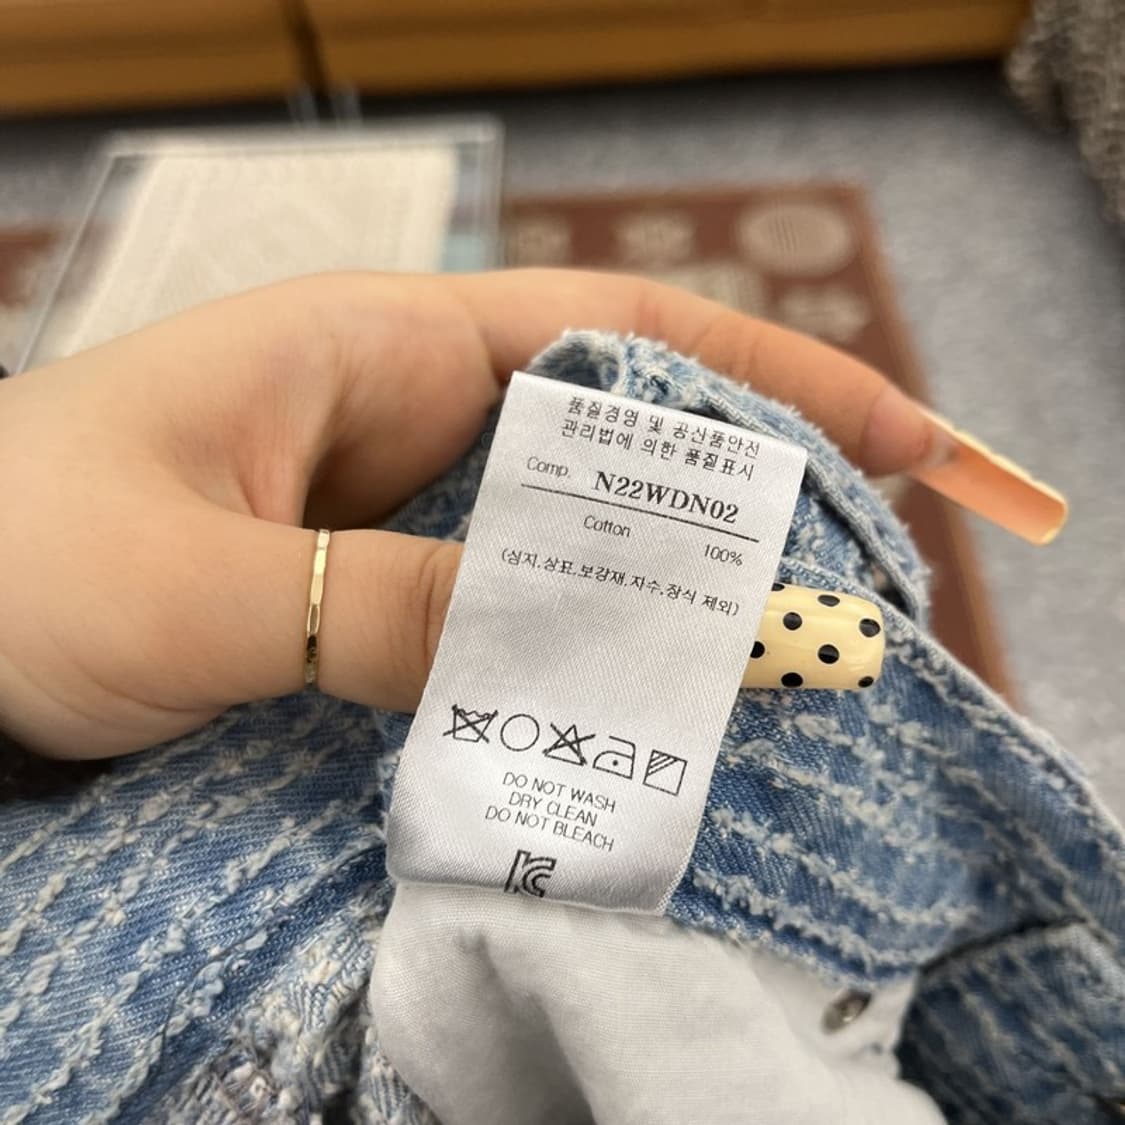 품질경영 및 공산품안전
관리법에 의한 품질표시
Comp. N22WDN02
Cotton 100%
(심지.상표.보강재.자수.장식 제외)
DO NOT WASH
DRY CLEAN
DO NOT BLEACH
KC